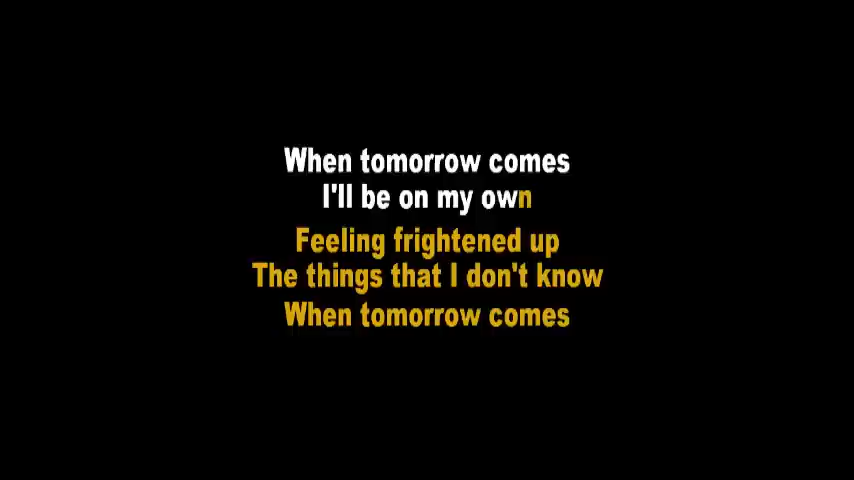 When tomorrow comes
I'll be on my own
Feeling frightened up
The things that I don't know
When tomorrow comes